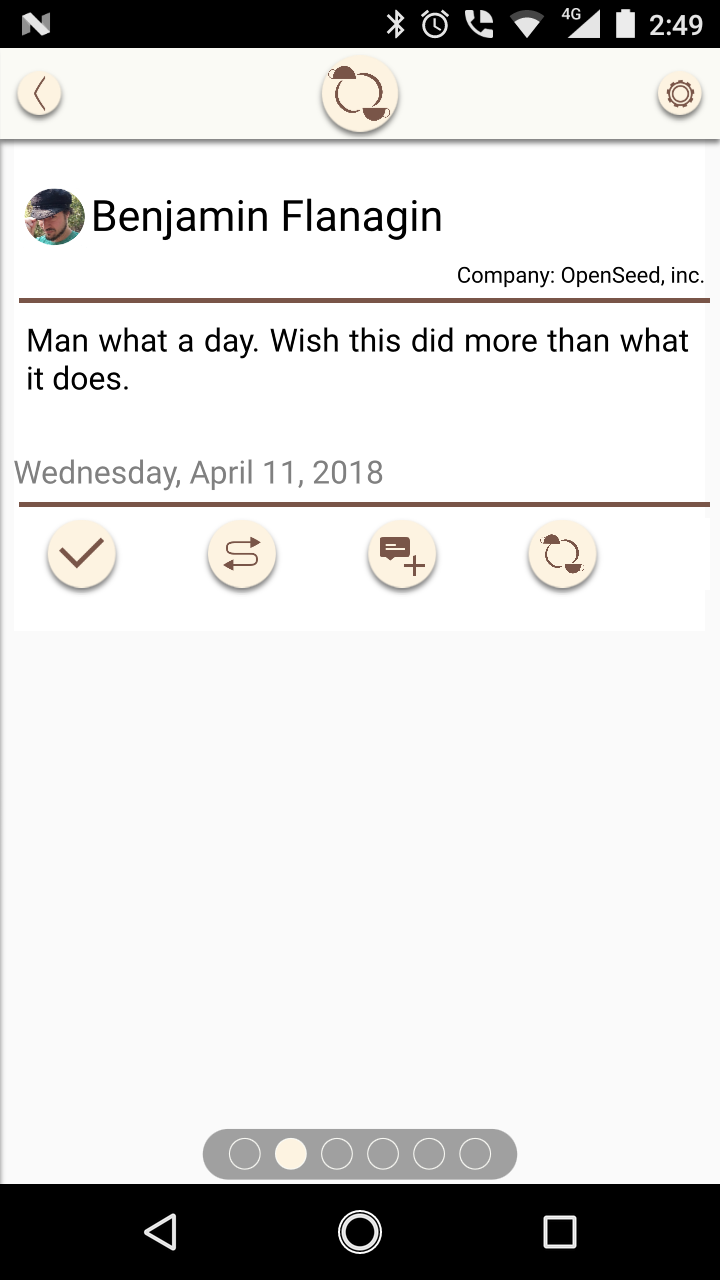 4G 2:49
Benjamin Flanagin
Company: OpenSeed, inc.
Man what a day. Wish this did more than what
it does.
Wednesday, April 11, 2018